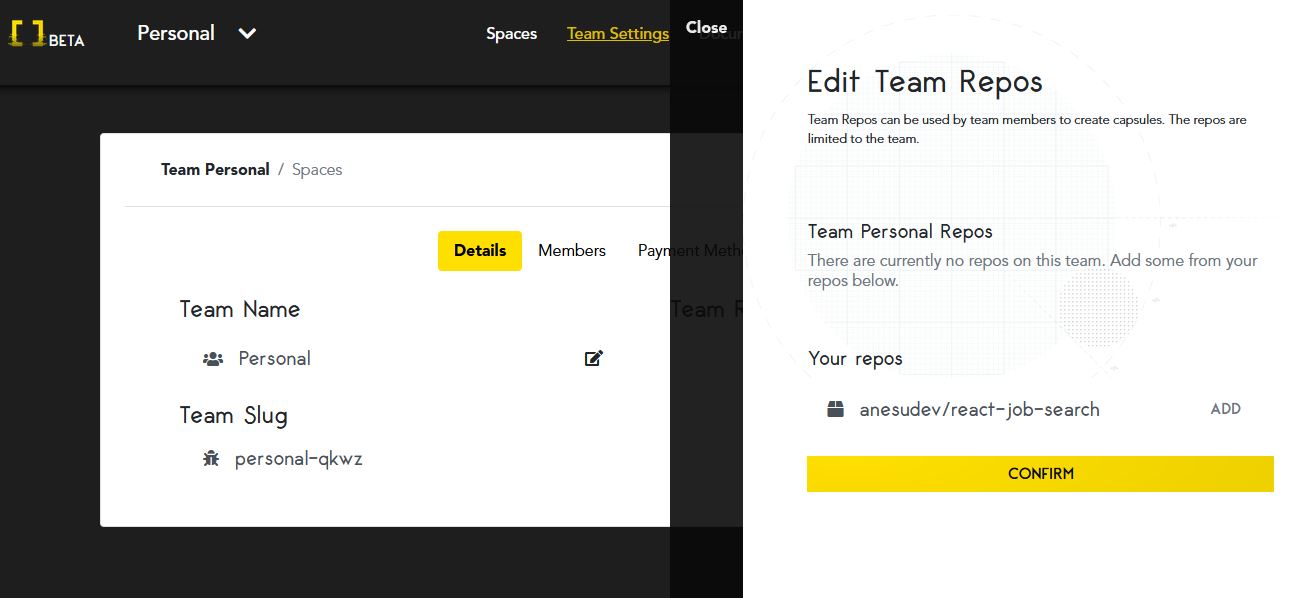 [ ] BETA
Personal
Spaces
Team Settings
Close
Team Personal / Spaces
Details
Members
Payment Meth
Team Name
Team R
Personal
Team Slug
personal-qkwz
Edit Team Repos
Team Repos can be used by team members to create capsules. The repos are
limited to the team.
Team Personal Repos
There are currently no repos on this team. Add some from your
repos below.
Your repos
anesudev/react-job-search
ADD
CONFIRM